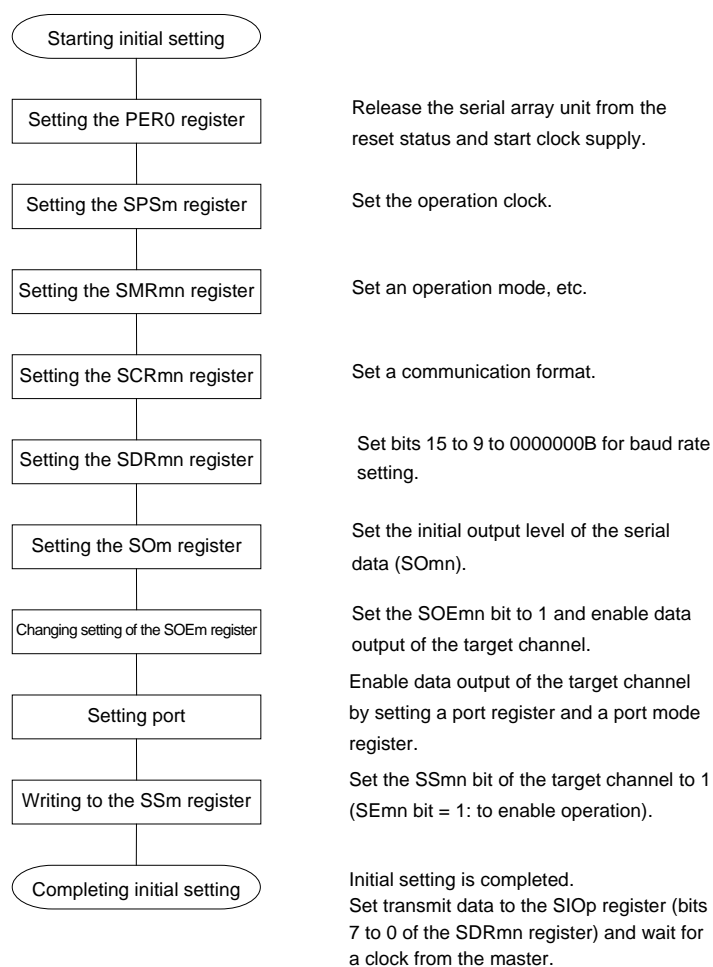 Starting initial setting
Setting the PER0 register
Release the serial array unit from the
reset status and start clock supply.
Setting the SPSm register
Set the operation clock.
Setting the SMRmn register
Set an operation mode, etc.
Setting the SCRmn register
Set a communication format.
Setting the SDRmn register
Set bits 15 to 9 to 0000000B for baud rate
setting.
Setting the SOm register
Set the initial output level of the serial
data (SOmn).
Changing setting of the SOEm register
Set the SOEmn bit to 1 and enable data
output of the target channel.
Setting port
Enable data output of the target channel
by setting a port register and a port mode
register.
Writing to the SSm register
Set the SSmn bit of the target channel to 1
(SEmn bit = 1: to enable operation).
Completing initial setting
Initial setting is completed.
Set transmit data to the SIOp register (bits
7 to 0 of the SDRmn register) and wait for
a clock from the master.